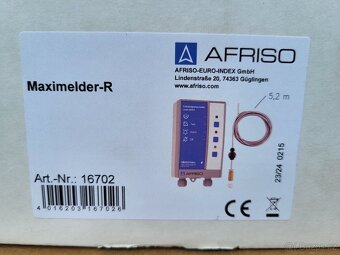 AFRISO
AFRISO-EURO-INDEX GmbH
Lindenstraße 20, 74363 Güglingen
www.afriso.com
Maximelder-R
5,2 m
Art.-Nr.: 16702
4 016203 167026
CE
23/24 0215